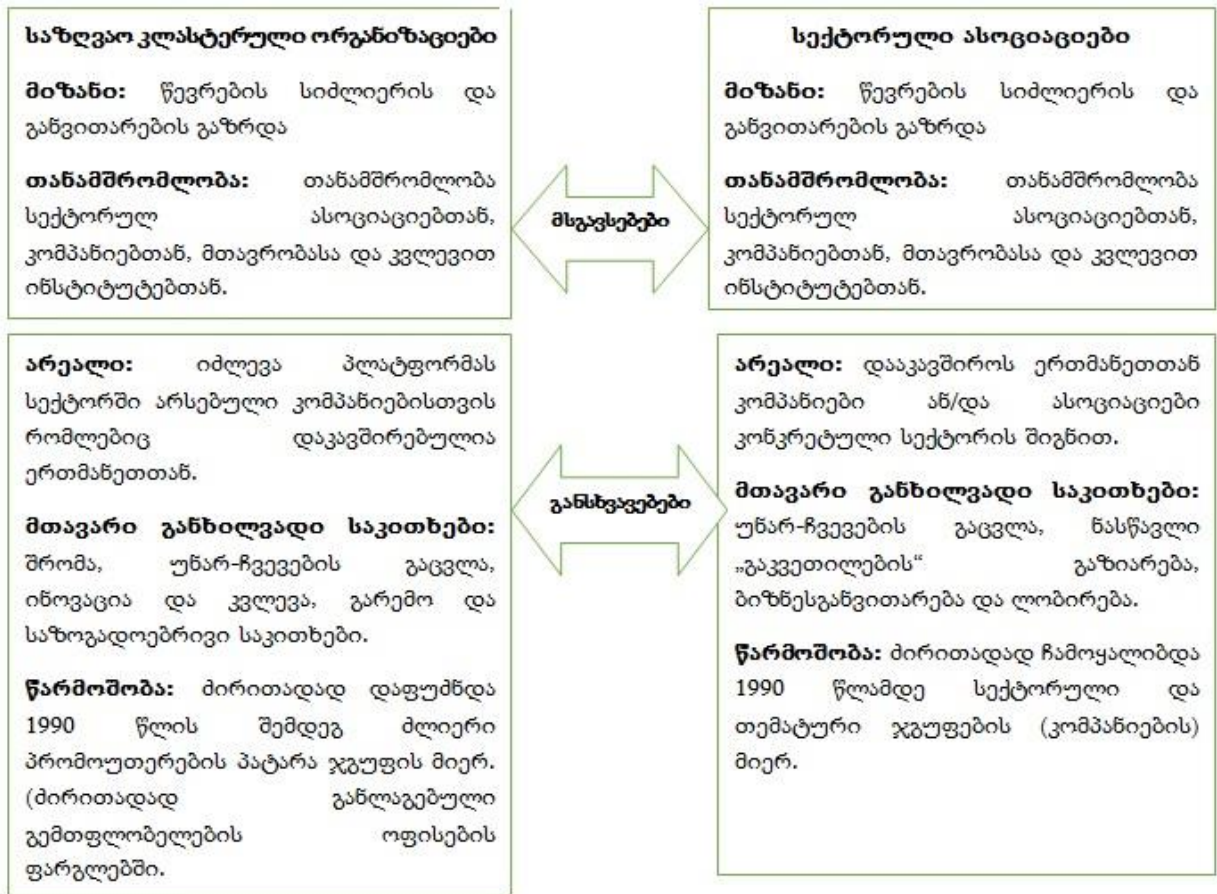 საზღვაო კლასტერული ორგანიზაციები
მიზანი: წევრების სიძლიერის და
განვითარების გაზრდა
თანამშრომლობა: თანამშრომლობა
სექტორულ ასოციაციებთან,
კომპანიებთან, მთავრობასა და კვლევით
ინსტიტუტებთან.
მსგავსებები
სექტორული ასოციაციები
მიზანი: წევრების სიძლიერის და
განვითარების გაზრდა
თანამშრომლობა: თანამშრომლობა
სექტორულ ასოციაციებთან,
კომპანიებთან, მთავრობასა და კვლევით
ინსტიტუტებთან.
არეალი: იძლევა პლატფორმას
სექტორში არსებული კომპანიებისთვის
რომლებიც დაკავშირებულია
ერთმანეთთან.
მთავარი განხილვადი საკითხები:
შრომა, უნარ-ჩვევების გაცვლა,
ინოვაცია და კვლევა, გარემო და
საზოგადოებრივი საკითხები.
წარმოშობა: ძირითადად დაფუძნდა
1990 წლის შემდეგ ძლიერი
პრომოუთერების პატარა ჯგუფის მიერ.
(ძირითადად განლაგებული
გემთფლობელების ოფისების
ფარგლებში.
განსხვავებები
არეალი: დააკავშიროს ერთმანეთთან
კომპანიები ან/და ასოციაციები
კონკრეტული სექტორის შიგნით.
მთავარი განხილვადი საკითხები:
უნარ-ჩვევების გაცვლა, ნასწავლი
„გაკვეთილების“ გაზიარება,
ბიზნესგანვითარება და ლობირება.
წარმოშობა: ძირითადად ჩამოყალიბდა
1990 წლამდე სექტორული და
თემატური ჯგუფების (კომპანიების)
მიერ.